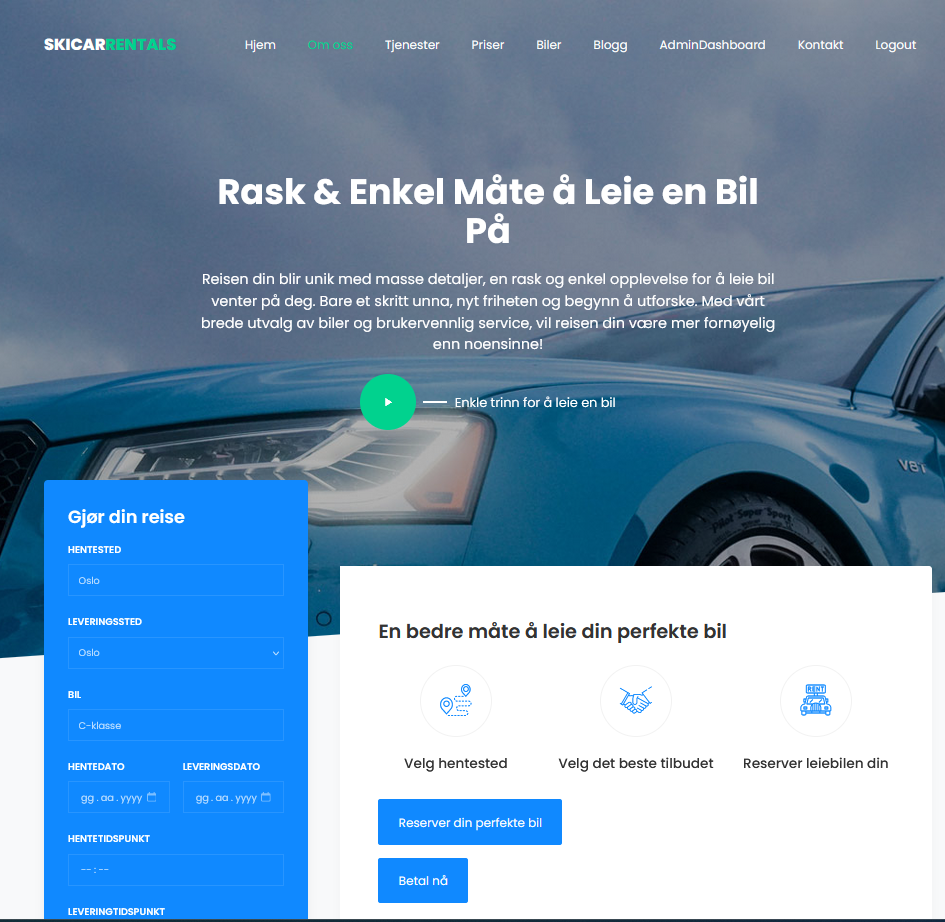 SKICARRENTALS
Hjem Om oss Tjenester Priser Biler Blogg AdminDashboard Kontakt Logout
Rask & Enkel Måte å Leie en Bil
På
Reisen din blir unik med masse detaljer, en rask og enkel opplevelse for å leie bil
venter på deg. Bare et skritt unna, nyt friheten og begynn å utforske. Med vårt
brede utvalg av biler og brukervennlig service, vil reisen din være mer fornøyelig
enn noensinne!
Enkle trinn for å leie en bil
V8T
Pilot Super Sport
Gjør din reise
HENTESTED
Oslo
LEVERINGSSTED
Oslo
BIL
C-klasse
HENTEDATO LEVERINGSDATO
gg . aa . yyyy gg . aa . yyyy
HENTETIDSPUNKT
-- : --
LEVERINGTIDSPUNKT
En bedre måte å leie din perfekte bil
RENT
Velg hentested Velg det beste tilbudet Reserver leiebilen din
Reserver din perfekte bil
Betal nå